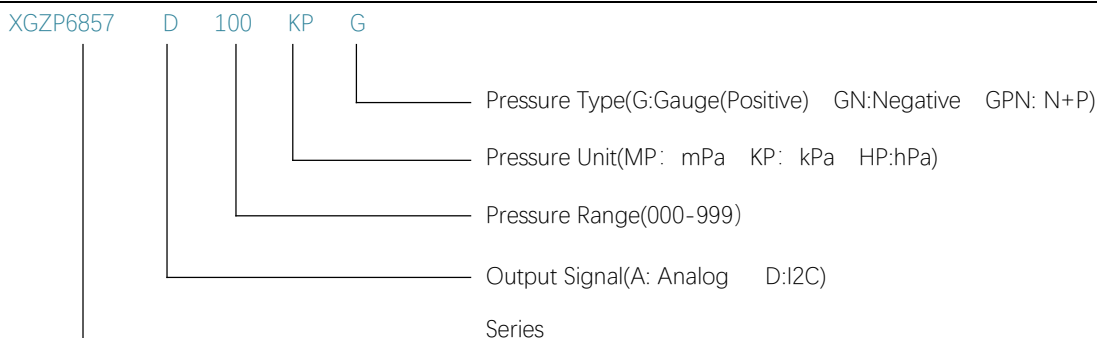 XGZP6857 D 100 KP G
Pressure Type(G:Gauge(Positive) GN:Negative GPN: N+P)
Pressure Unit(MP： mPa KP： kPa HP:hPa)
Pressure Range(000-999）
Output Signal(A: Analog D:I2C)
Series